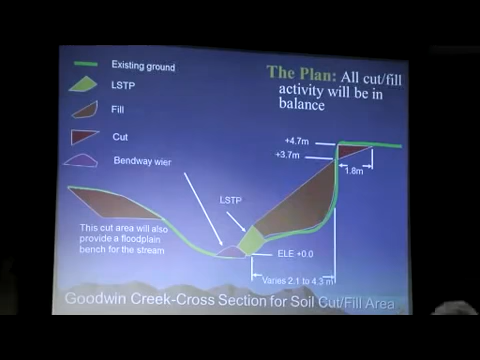 Existing ground
LSTP
Fill
Cut
Bendway wier
The Plan: All cut/fill
activity will be in
balance
+4.7m
+3.7m
1.8m
LSTP
This cut area will also
provide a floodplain
bench for the stream
ELE +0.0
Varies 2.1 to 4.3 m
Goodwin Creek-Cross Section for Soil Cut/Fill Area